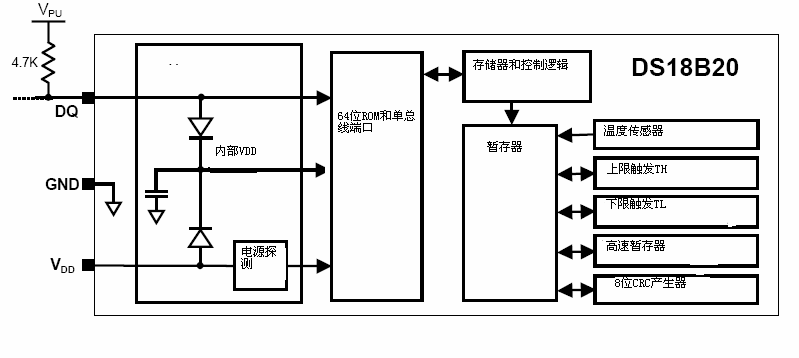 VPU
4.7K
DQ
GND
VDD
内部VDD
电源探
测
64位ROM和单总
线端口
存储器和控制逻辑
暂存器
DS18B20
温度传感器
上限触发TH
下限触发TL
高速暂存器
8位CRC产生器